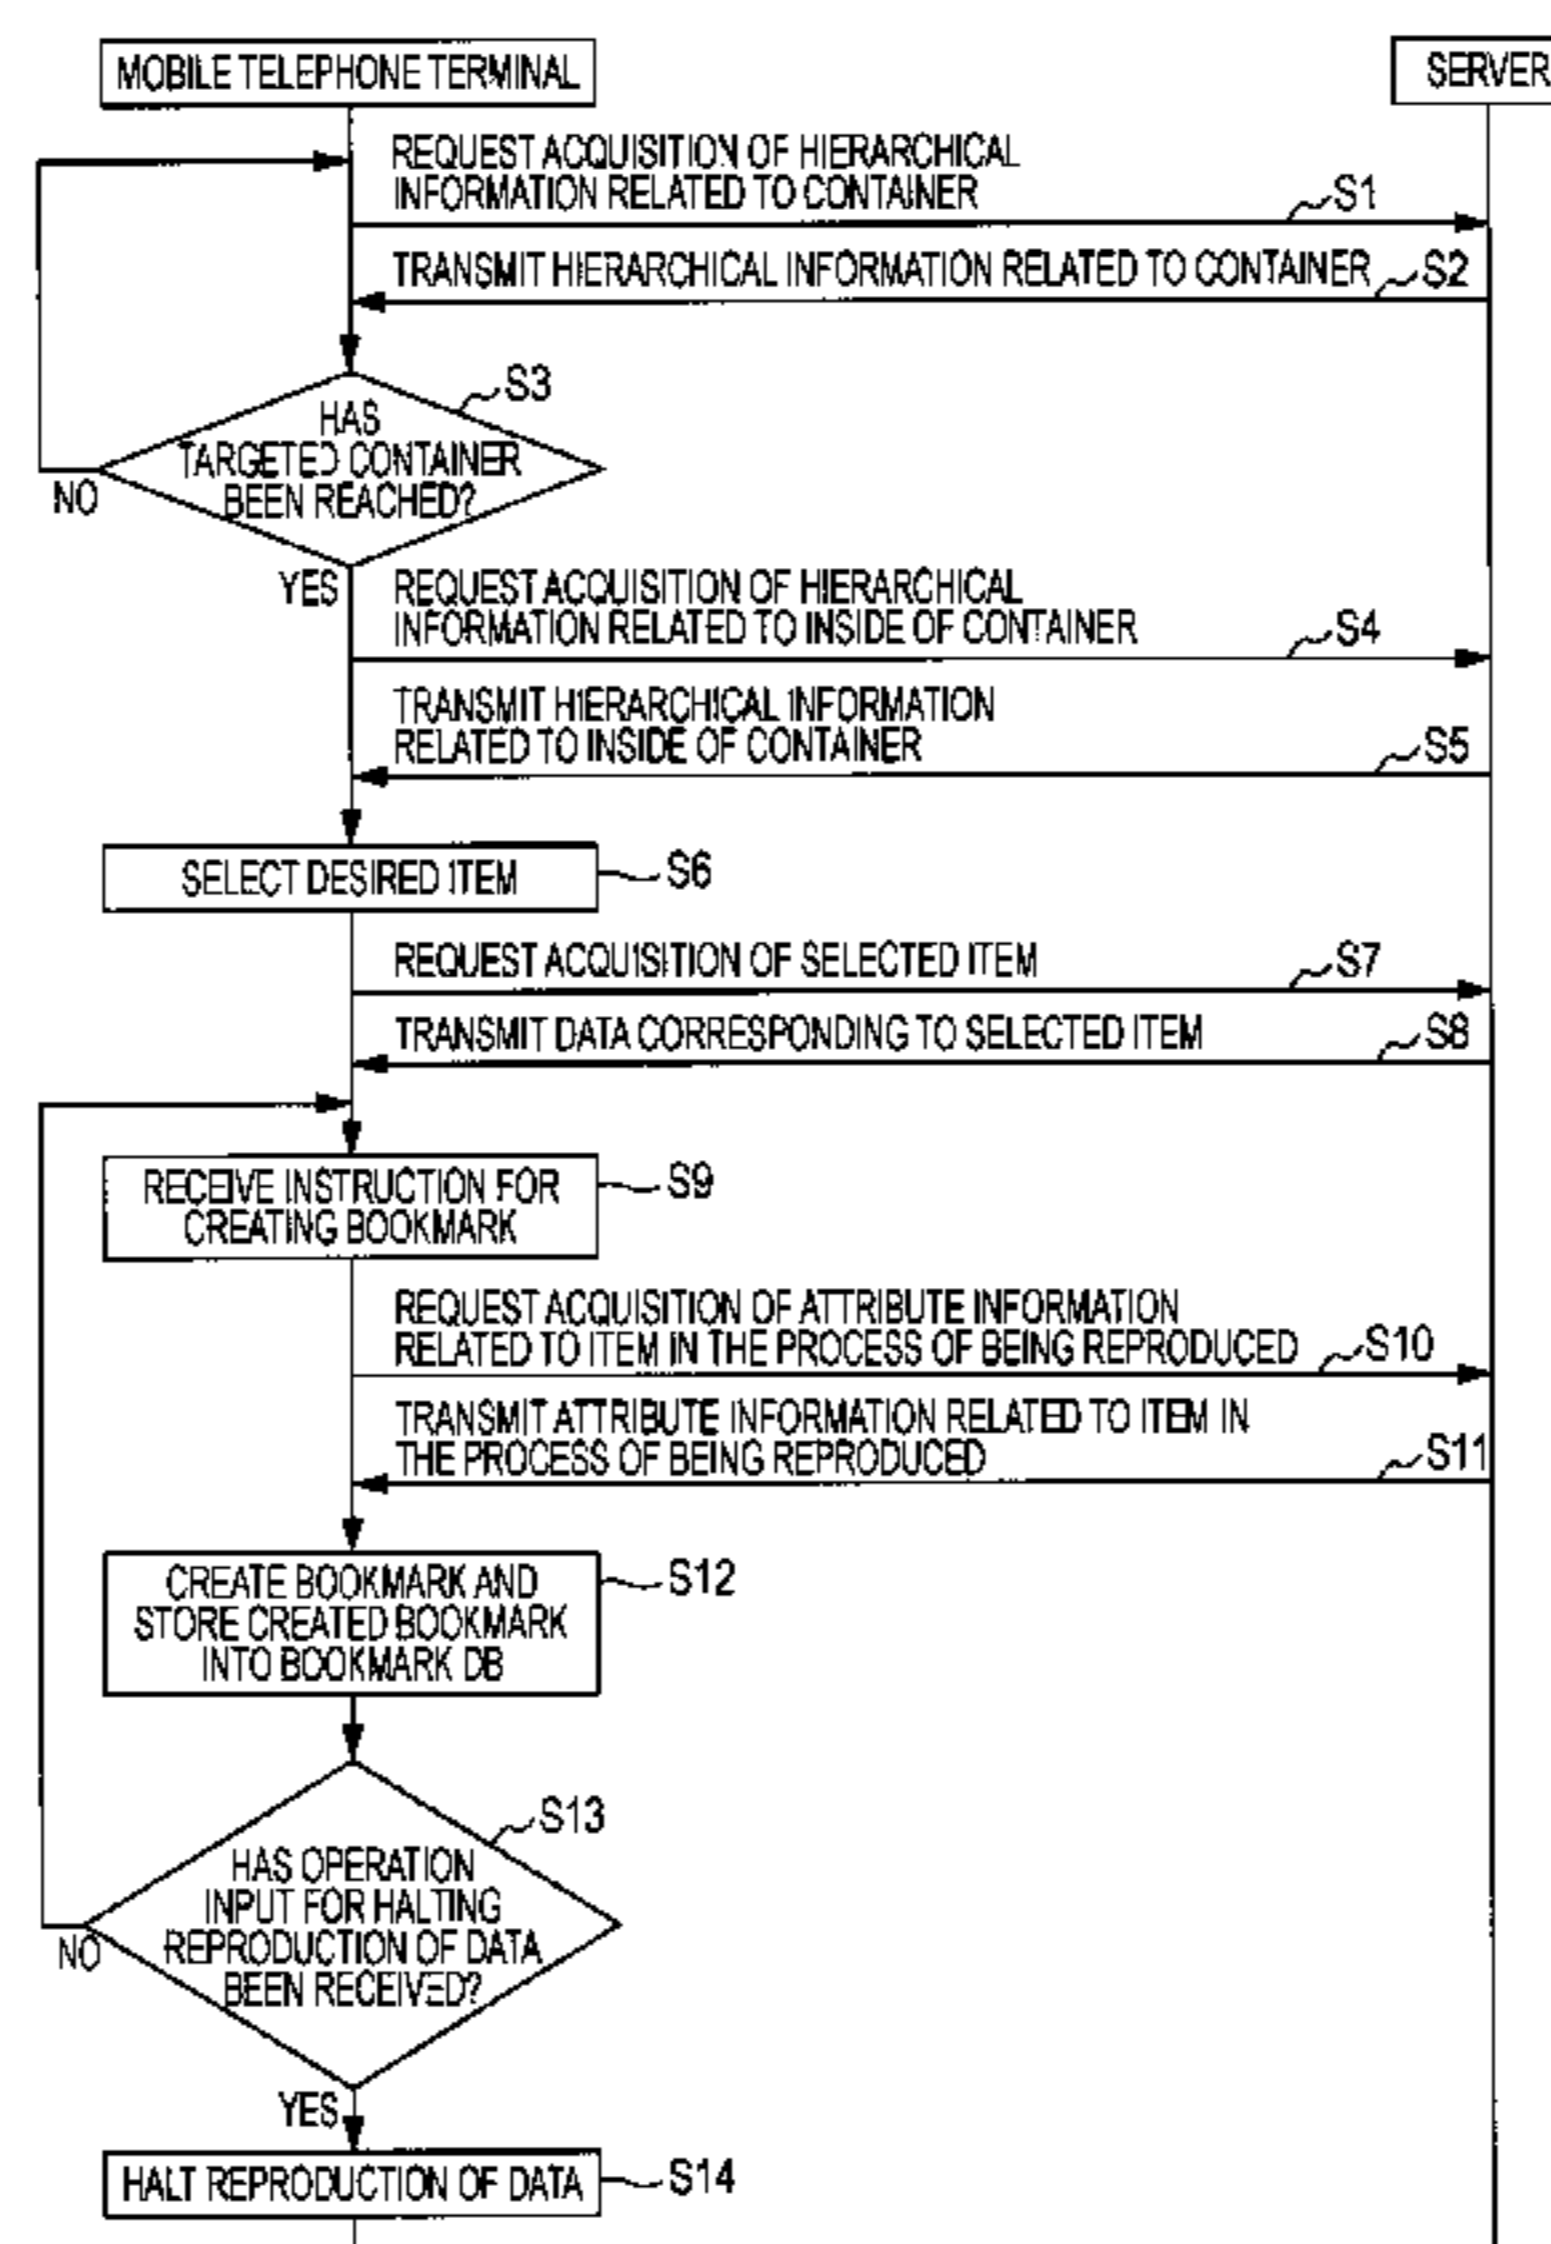 MOBILE TELEPHONE TERMINAL
SERVER
REQUEST ACQUISITION OF HIERARCHICAL
INFORMATION RELATED TO CONTAINER
S1
TRANSMIT HIERARCHICAL INFORMATION RELATED TO CONTAINER
S2
S3
HAS
TARGETED CONTAINER
BEEN REACHED?
NO
YES
REQUEST ACQUISITION OF HIERARCHICAL
INFORMATION RELATED TO INSIDE OF CONTAINER
S4
TRANSMIT HIERARCHICAL INFORMATION
RELATED TO INSIDE OF CONTAINER
S5
SELECT DESIRED ITEM
S6
REQUEST ACQUISITION OF SELECTED ITEM
S7
TRANSMIT DATA CORRESPONDING TO SELECTED ITEM
S8
RECEIVE INSTRUCTION FOR
CREATING BOOKMARK
S9
REQUEST ACQUISITION OF ATTRIBUTE INFORMATION
RELATED TO ITEM IN THE PROCESS OF BEING REPRODUCED
S10
TRANSMIT ATTRIBUTE INFORMATION RELATED TO ITEM IN
THE PROCESS OF BEING REPRODUCED
S11
CREATE BOOKMARK AND
STORE CREATED BOOKMARK
INTO BOOKMARK DB
S12
S13
HAS OPERATION
INPUT FOR HALTING
REPRODUCTION OF DATA
BEEN RECEIVED?
NO
YES
HALT REPRODUCTION OF DATA
S14